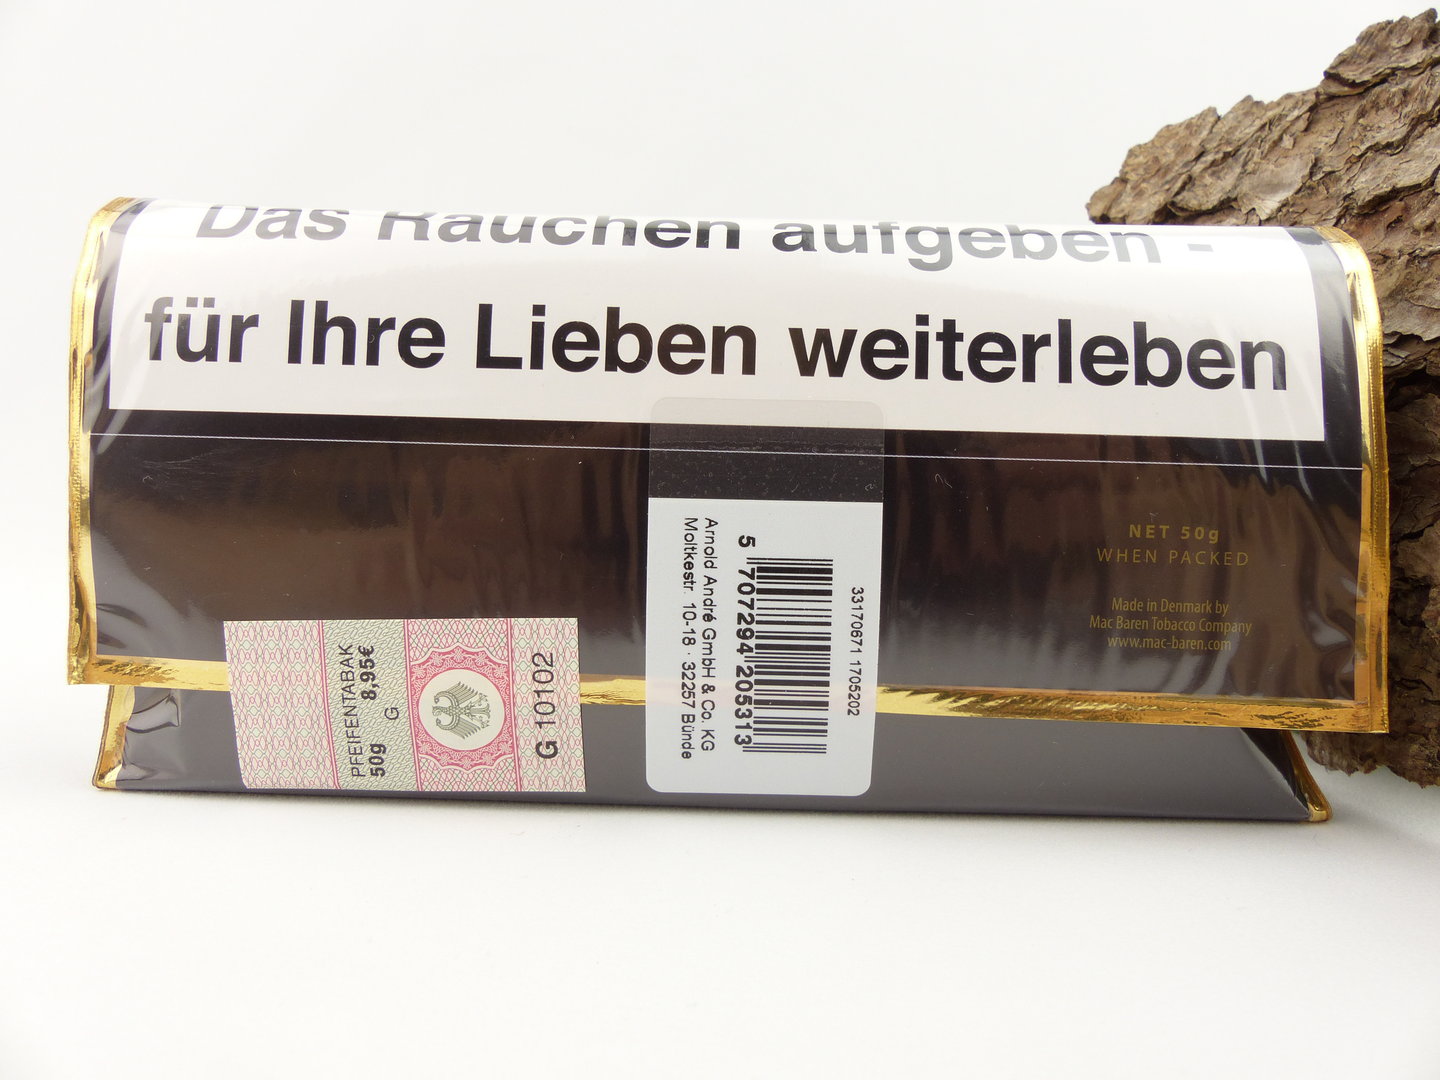 Das Rauchen aufgeben -
für Ihre Lieben weiterleben
NET 50g
WHEN PACKED
Made in Denmark by
Mac Baren Tobacco Company
www.mac-baren.com
33170671 1705202
5 707294 205313
Arnold André GmbH & Co. KG
Moltkestr. 10-18 · 32257 Bünde
PFEIFENTABAK
50g 8,95€
G
G 10102